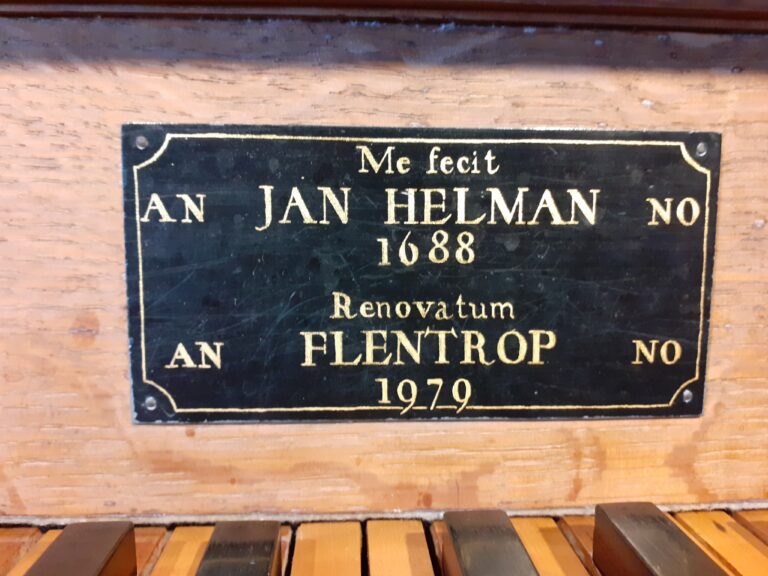 Me fecit
AN JAN HELMAN NO
1688
Renovatum
AN FLENTROP NO
1979